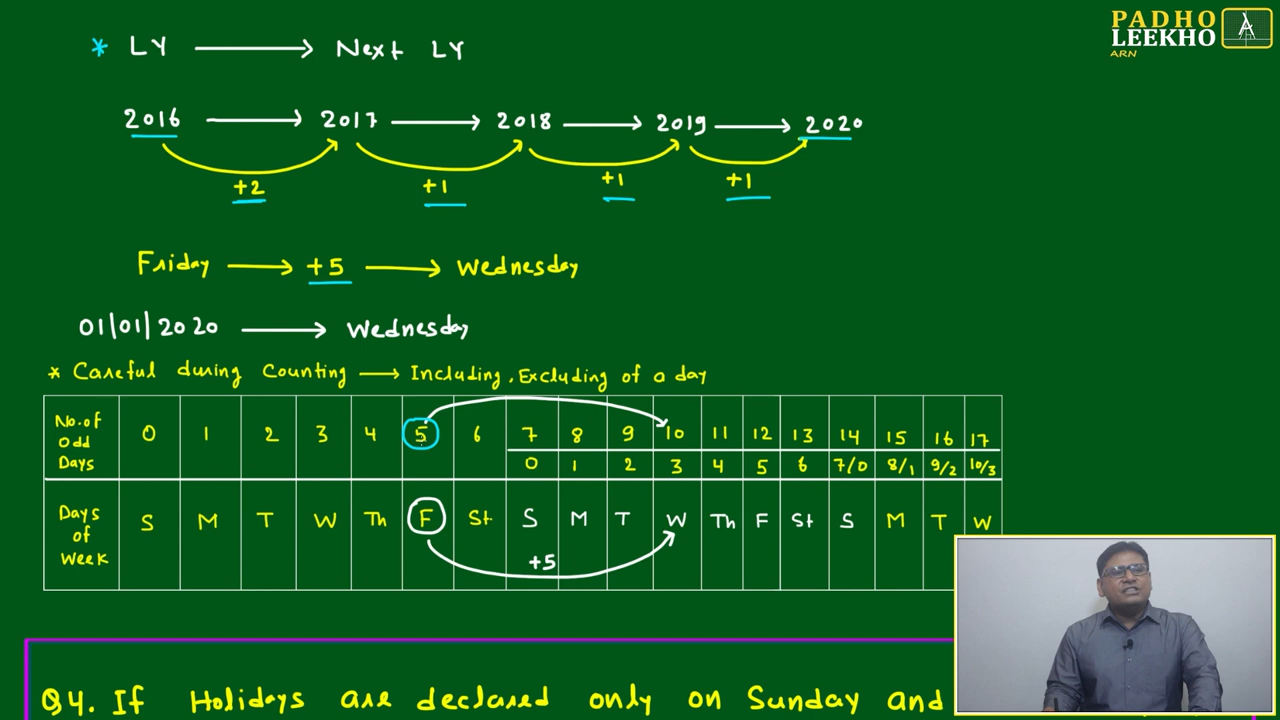 PADHO
LEEKHO
ARN
* LY → Next LY
2016 → 2017 → 2018 → 2019 → 2020
+2 +1 +1 +1
Friday → +5 → Wednesday
01/01/2020 → Wednesday
* Careful during Counting → Including, Excluding of a day
No. of Odd Days 0 1 2 3 4 5 6 7 8 9 10 11 12 13 14 15 16 17
0 1 2 3 4 5 6 7/0 8/1 9/2 10/3
Days of Week S M T W Th F St S M T W Th F St S M T W
+5
Q4. If Holidays are declared only on Sunday and